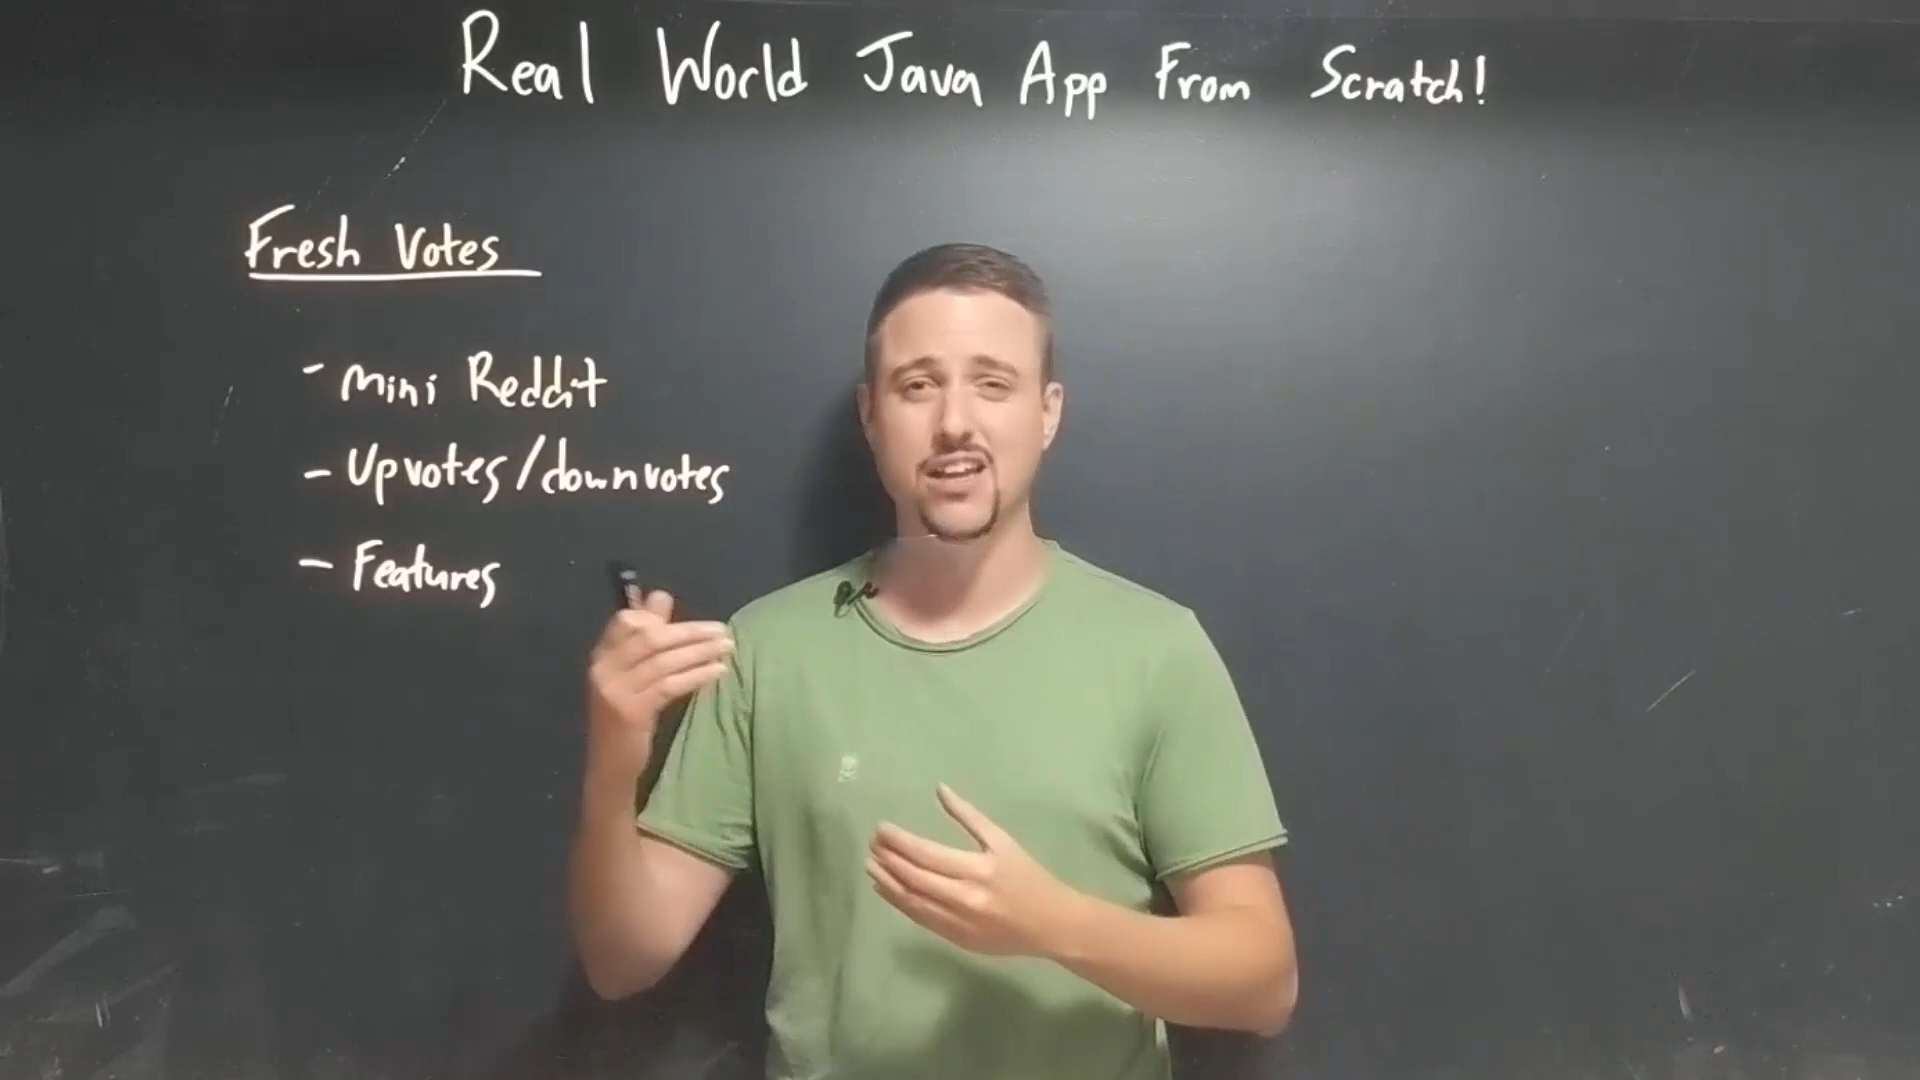 Real World Java App From Scratch!
Fresh Votes
- Mini Reddit
- Upvotes/downvotes
- Features